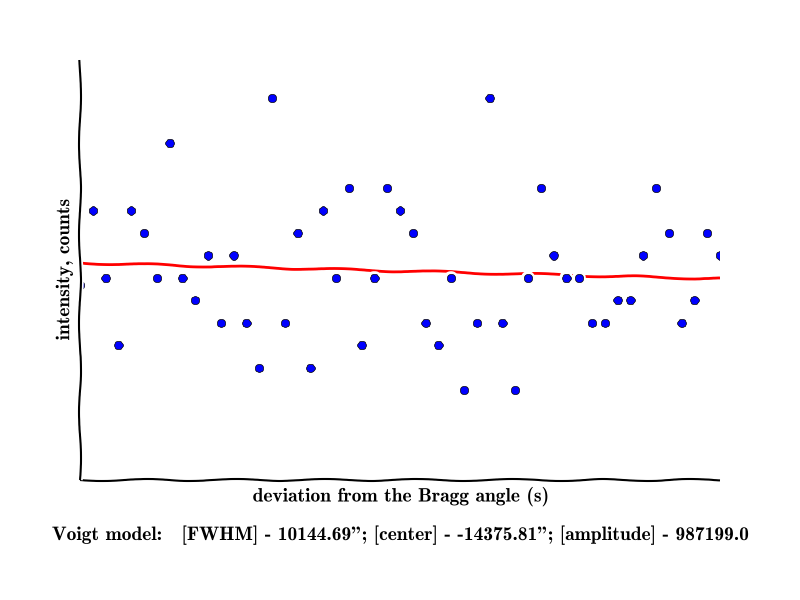 intensity, counts
deviation from the Bragg angle (s)
Voigt model: [FWHM] - 10144.69”; [center] - -14375.81”; [amplitude] - 987199.0